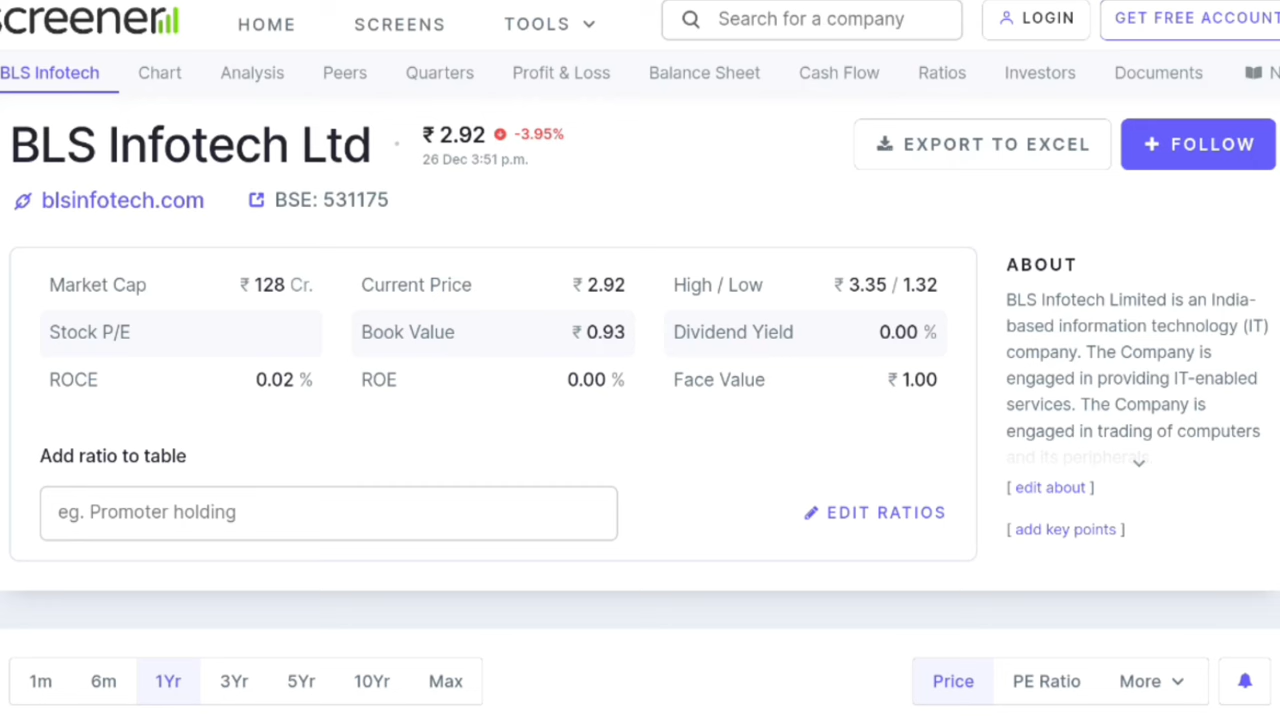 screener
HOME SCREENS TOOLS Search for a company LOGIN GET FREE ACCOUNT
BLS Infotech Chart Analysis Peers Quarters Profit & Loss Balance Sheet Cash Flow Ratios Investors Documents N
BLS Infotech Ltd · ₹ 2.92 -3.95%
26 Dec 3:51 p.m.
EXPORT TO EXCEL + FOLLOW
blsinfotech.com BSE: 531175
Market Cap ₹ 128 Cr. Current Price ₹ 2.92 High / Low ₹ 3.35 / 1.32
Stock P/E Book Value ₹ 0.93 Dividend Yield 0.00 %
ROCE 0.02 % ROE 0.00 % Face Value ₹ 1.00
Add ratio to table
eg. Promoter holding EDIT RATIOS
ABOUT
BLS Infotech Limited is an India-
based information technology (IT)
company. The Company is
engaged in providing IT-enabled
services. The Company is
engaged in trading of computers
and its peripherals.
[ edit about ]
[ add key points ]
1m 6m 1Yr 3Yr 5Yr 10Yr Max Price PE Ratio More